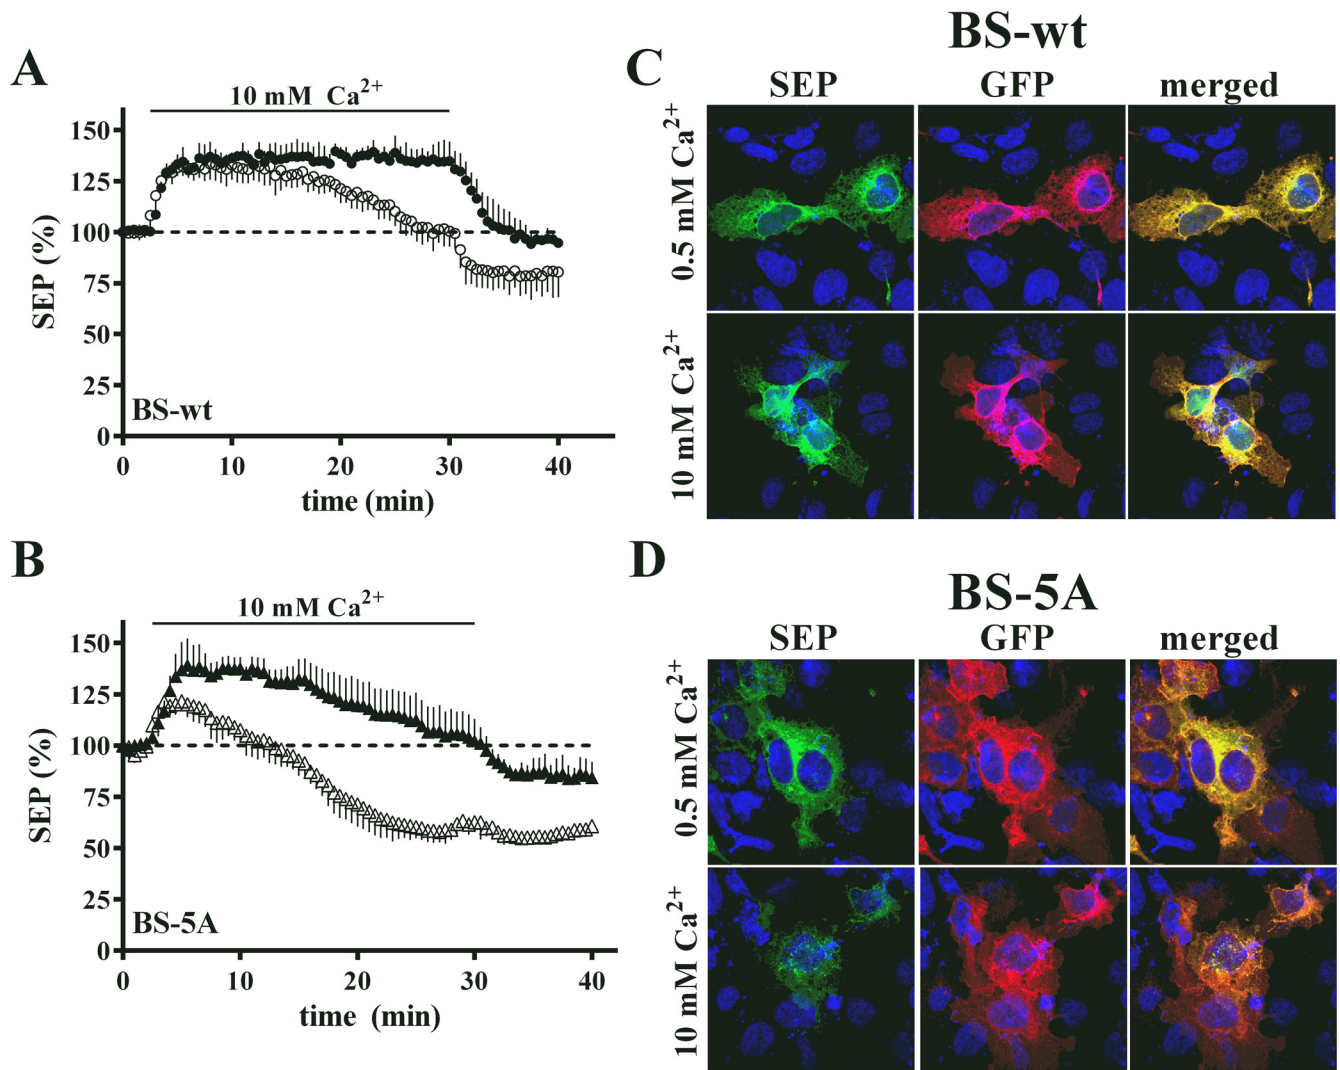 A
10 mM Ca2+
SEP (%)
150
125
100
75
50
25
0
BS-wt
0 10 20 30 40
time (min)
B
10 mM Ca2+
SEP (%)
150
125
100
75
50
25
0
BS-5A
0 10 20 30 40
time (min)
C
BS-wt
SEP GFP merged
0.5 mM Ca2+
10 mM Ca2+
D
BS-5A
SEP GFP merged
0.5 mM Ca2+
10 mM Ca2+